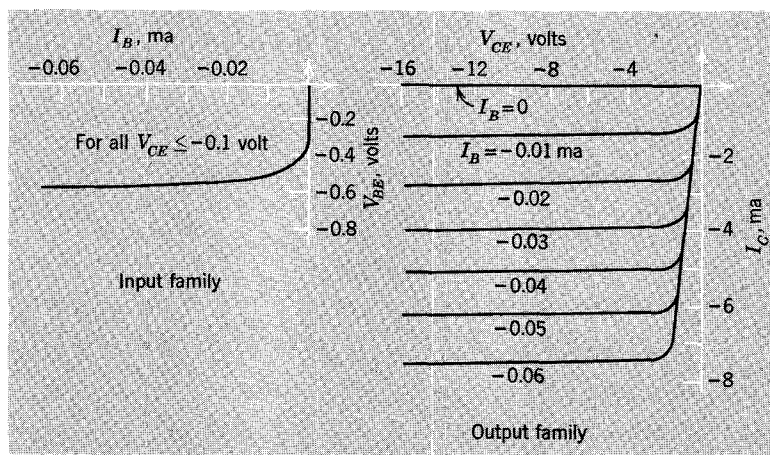 I_B, ma
−0.06 −0.04 −0.02
−0.2
−0.4
−0.6
−0.8
V_BE, volts
For all V_CE ≤ −0.1 volt
Input family
V_CE, volts
−16 −12 −8 −4
I_B = 0
I_B = −0.01 ma
−0.02
−0.03
−0.04
−0.05
−0.06
−2
−4
−6
−8
I_C, ma
Output family